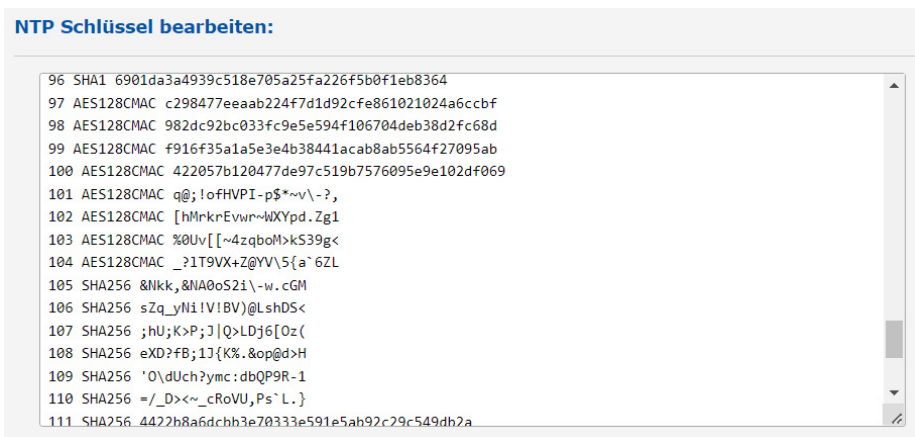 NTP Schlüssel bearbeiten:
96 SHA1 6901da3a4939c518e705a25fa226f5b0f1eb8364
97 AES128CMAC c298477eeaab224f7d1d92cfe861021024a6ccbf
98 AES128CMAC 982dc92bc033fc9e5e594f106704deb38d2fc68d
99 AES128CMAC f916f35a1a5e3e4b38441acab8ab5564f27095ab
100 AES128CMAC 422057b120477de97c519b7576095e9e102df069
101 AES128CMAC q@;!ofHVPI-p$*~v\-?,
102 AES128CMAC [hMrkrEvwr~WXYpd.Zg1
103 AES128CMAC %0Uv[[~4zqboM>kS39g<
104 AES128CMAC _?lT9VX+Z@YV\5{a`6ZL
105 SHA256 &Nkk,&NA0oS2i\-w.cGM
106 SHA256 sZq_yNi!V!BV)@LshDS<
107 SHA256 ;hU;K>P;J|Q>LDj6[Oz(
108 SHA256 eXD?fB;1J{K%.&op@d>H
109 SHA256 'O\dUch?ymc:dbQP9R-1
110 SHA256 =/_D><~_cRoVU,Ps`L.}
111 SHA256 4422b8a6dcbb3e70333e591e5ab92c29c549db2a